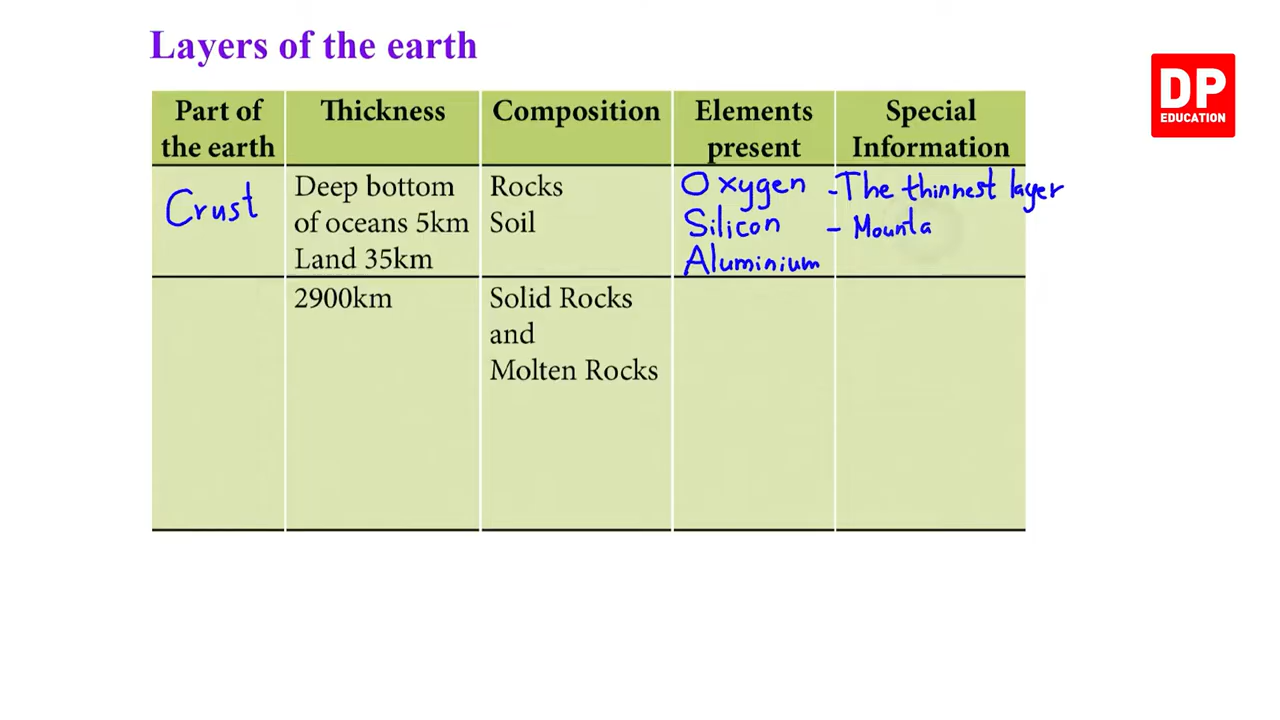 Layers of the earth
DP
EDUCATION
Part of
the earth
Thickness
Composition
Elements
present
Special
Information
Crust
Deep bottom
of oceans 5km
Land 35km
Rocks
Soil
Oxygen
Silicon
Aluminium
-The thinnest layer
- Mounta
2900km
Solid Rocks
and
Molten Rocks